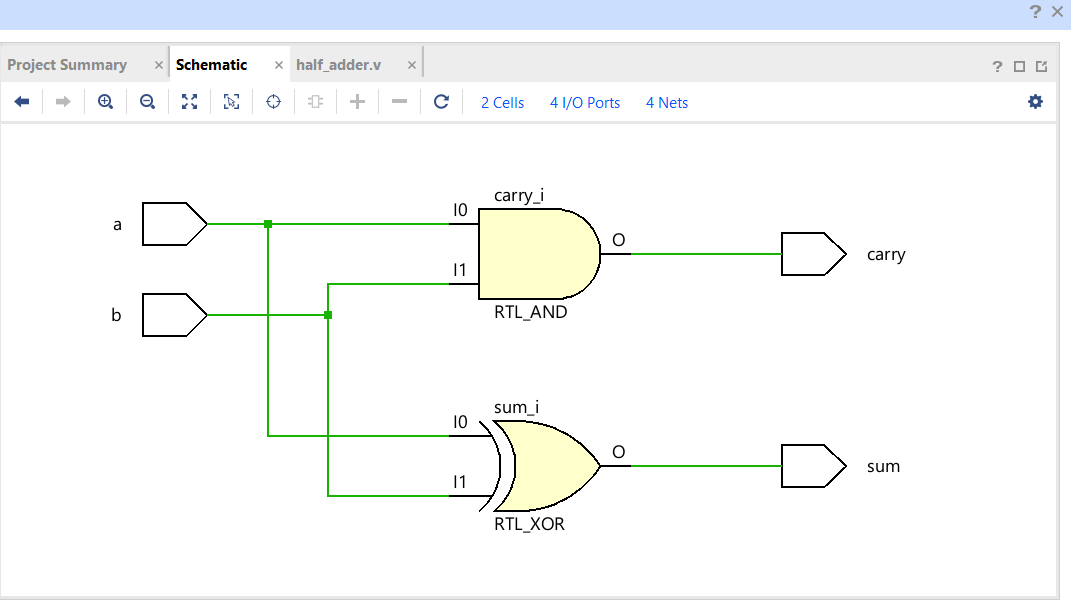 Project Summary
Schematic
half_adder.v
2 Cells
4 I/O Ports
4 Nets
carry_i
a
I0
I1
O
carry
b
RTL_AND
sum_i
I0
I1
O
sum
RTL_XOR